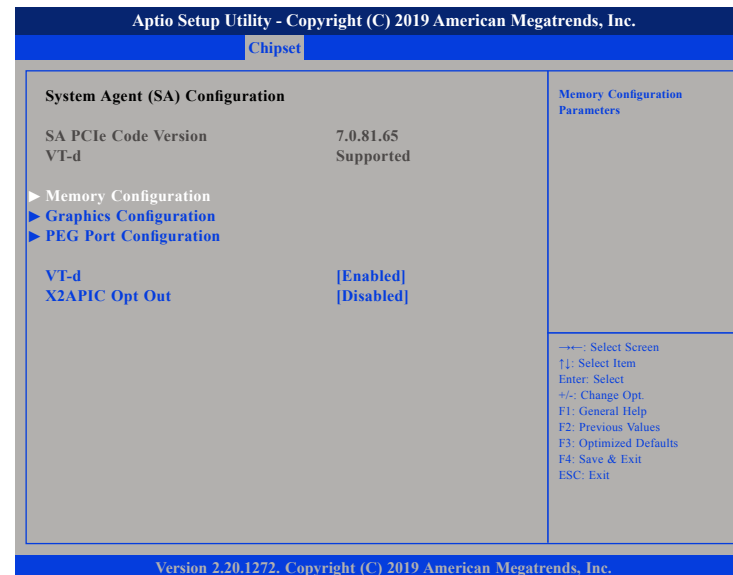 Aptio Setup Utility - Copyright (C) 2019 American Megatrends, Inc.
Chipset
System Agent (SA) Configuration
SA PCIe Code Version 7.0.81.65
VT-d Supported
▶ Memory Configuration
▶ Graphics Configuration
▶ PEG Port Configuration
VT-d [Enabled]
X2APIC Opt Out [Disabled]
Memory Configuration
Parameters
→←: Select Screen
↑↓: Select Item
Enter: Select
+/-: Change Opt.
F1: General Help
F2: Previous Values
F3: Optimized Defaults
F4: Save & Exit
ESC: Exit
Version 2.20.1272. Copyright (C) 2019 American Megatrends, Inc.